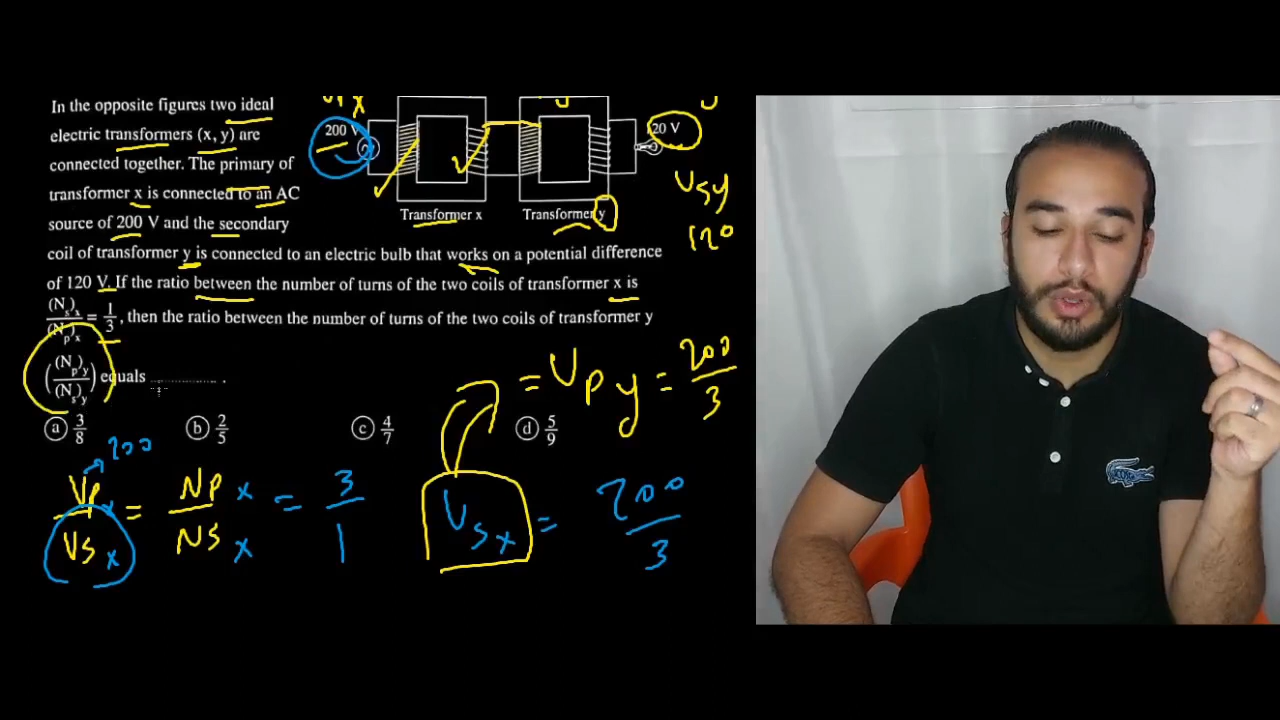 In the opposite figures two ideal
electric transformers (x, y) are
connected together. The primary of
transformer x is connected to an AC
source of 200 V and the secondary
coil of transformer y is connected to an electric bulb that works on a potential difference
of 120 V. If the ratio between the number of turns of the two coils of transformer x is
(Ns)x / (Np)x = 1/3, then the ratio between the number of turns of the two coils of transformer y
((Np)y / (Ns)y) equals ................ .
a 3/8 b 2/5 c 4/7 d 5/9
200 V
20 V
Transformer x
Transformer y
Vsy
120
= Vpy = 200/3
200
Vpx / Vsx = Npx / Nsx = 3/1
Vsx = 200/3